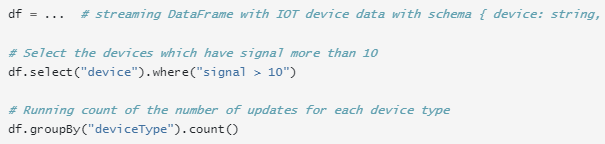 df = ...  # streaming DataFrame with IOT device data with schema { device: string,
# Select the devices which have signal more than 10
df.select("device").where("signal > 10")
# Running count of the number of updates for each device type
df.groupBy("deviceType").count()